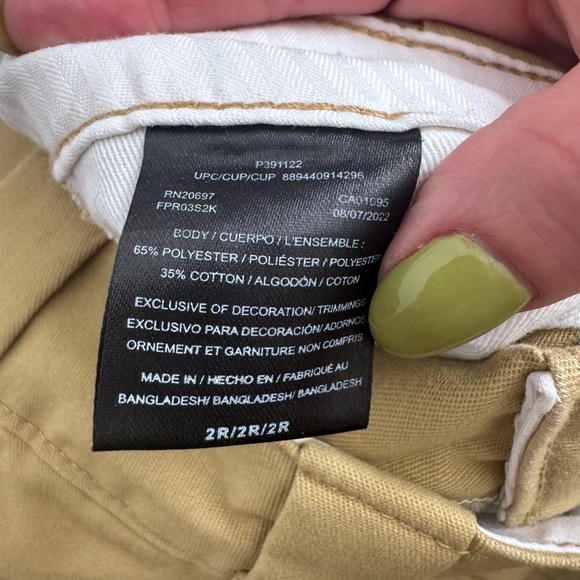 P391122
UPC/CUP/CUP 889440914296
RN20697 CA01095
FPR03S2K 08/07/2022
BODY / CUERPO / L'ENSEMBLE :
65% POLYESTER / POLIÉSTER / POLYESTER
35% COTTON / ALGODÓN / COTON
EXCLUSIVE OF DECORATION/ TRIMMINGS
EXCLUSIVO PARA DECORACIÓN/ ADORNOS
ORNEMENT ET GARNITURE NON COMPRIS
MADE IN / HECHO EN / FABRIQUÉ AU
BANGLADESH/ BANGLADESH/ BANGLADESH
2R/2R/2R